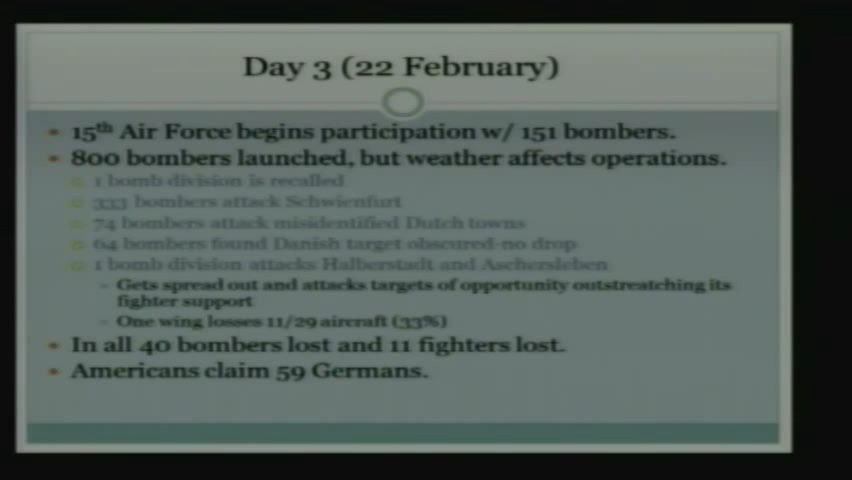 Day 3 (22 February)
15th Air Force begins participation w/ 151 bombers.
800 bombers launched, but weather affects operations.
1 bomb division is recalled
333 bombers attack Schwienfurt
74 bombers attack misidentified Dutch towns
64 bombers found Danish target obscured-no drop
1 bomb division attacks Halberstadt and Aschersleben
- Gets spread out and attacks targets of opportunity outstreatching its
fighter support
- One wing losses 11/29 aircraft (33%)
In all 40 bombers lost and 11 fighters lost.
Americans claim 59 Germans.